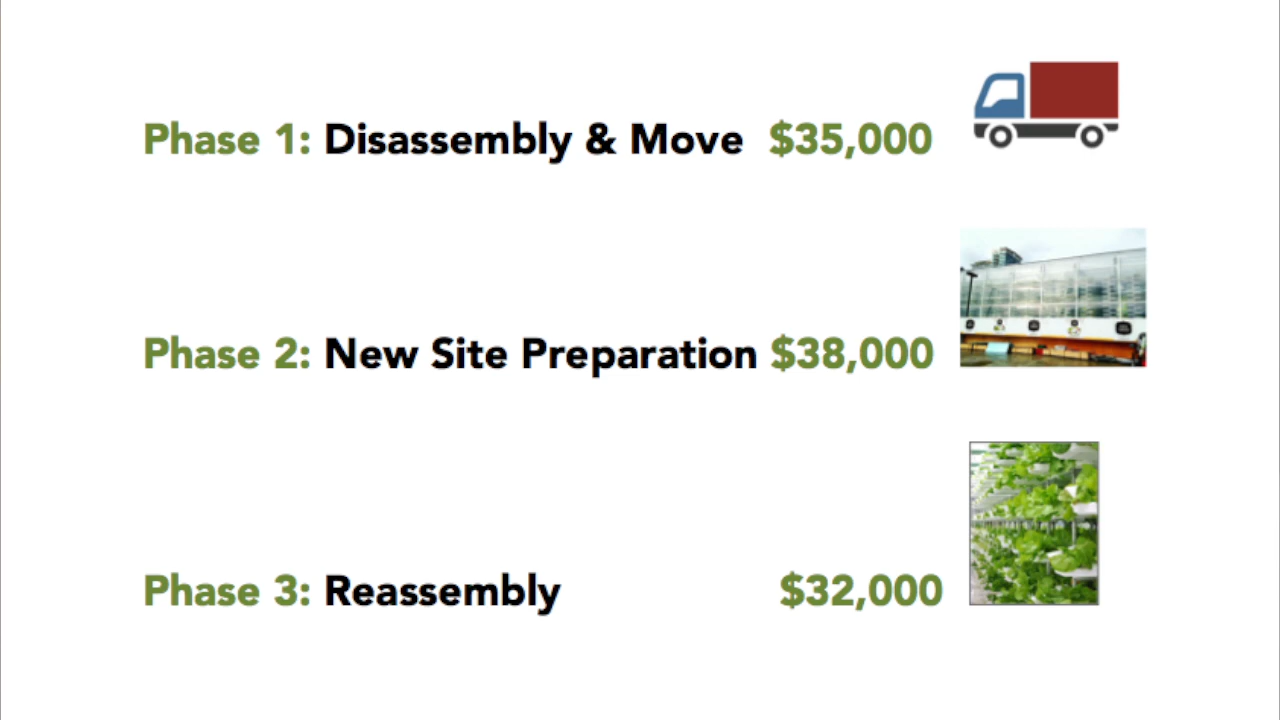 Phase 1: Disassembly & Move $35,000
Phase 2: New Site Preparation $38,000
Phase 3: Reassembly $32,000